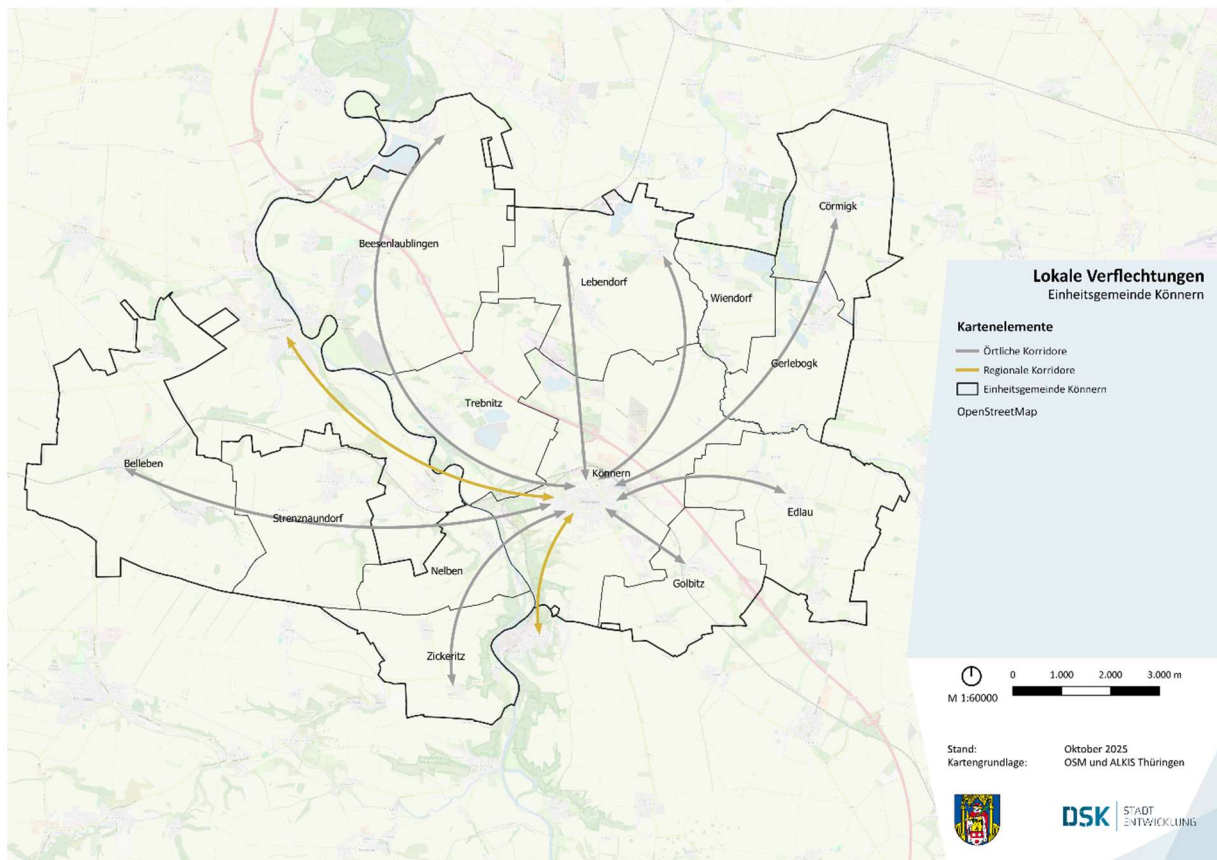 Cörmigk
Beesenlaublingen
Lebendorf
Wiendorf
Gerlebogk
Trebnitz
Belleben
Könnern
Strenznaundorf
Edlau
Nelben
Golbitz
Zickeritz
Lokale Verflechtungen
Einheitsgemeinde Könnern
Kartenelemente
Örtliche Korridore
Regionale Korridore
Einheitsgemeinde Könnern
OpenStreetMap
M 1:60000
0 1.000 2.000 3.000 m
Stand: Oktober 2025
Kartengrundlage: OSM und ALKIS Thüringen
DSK STADT
ENTWICKLUNG